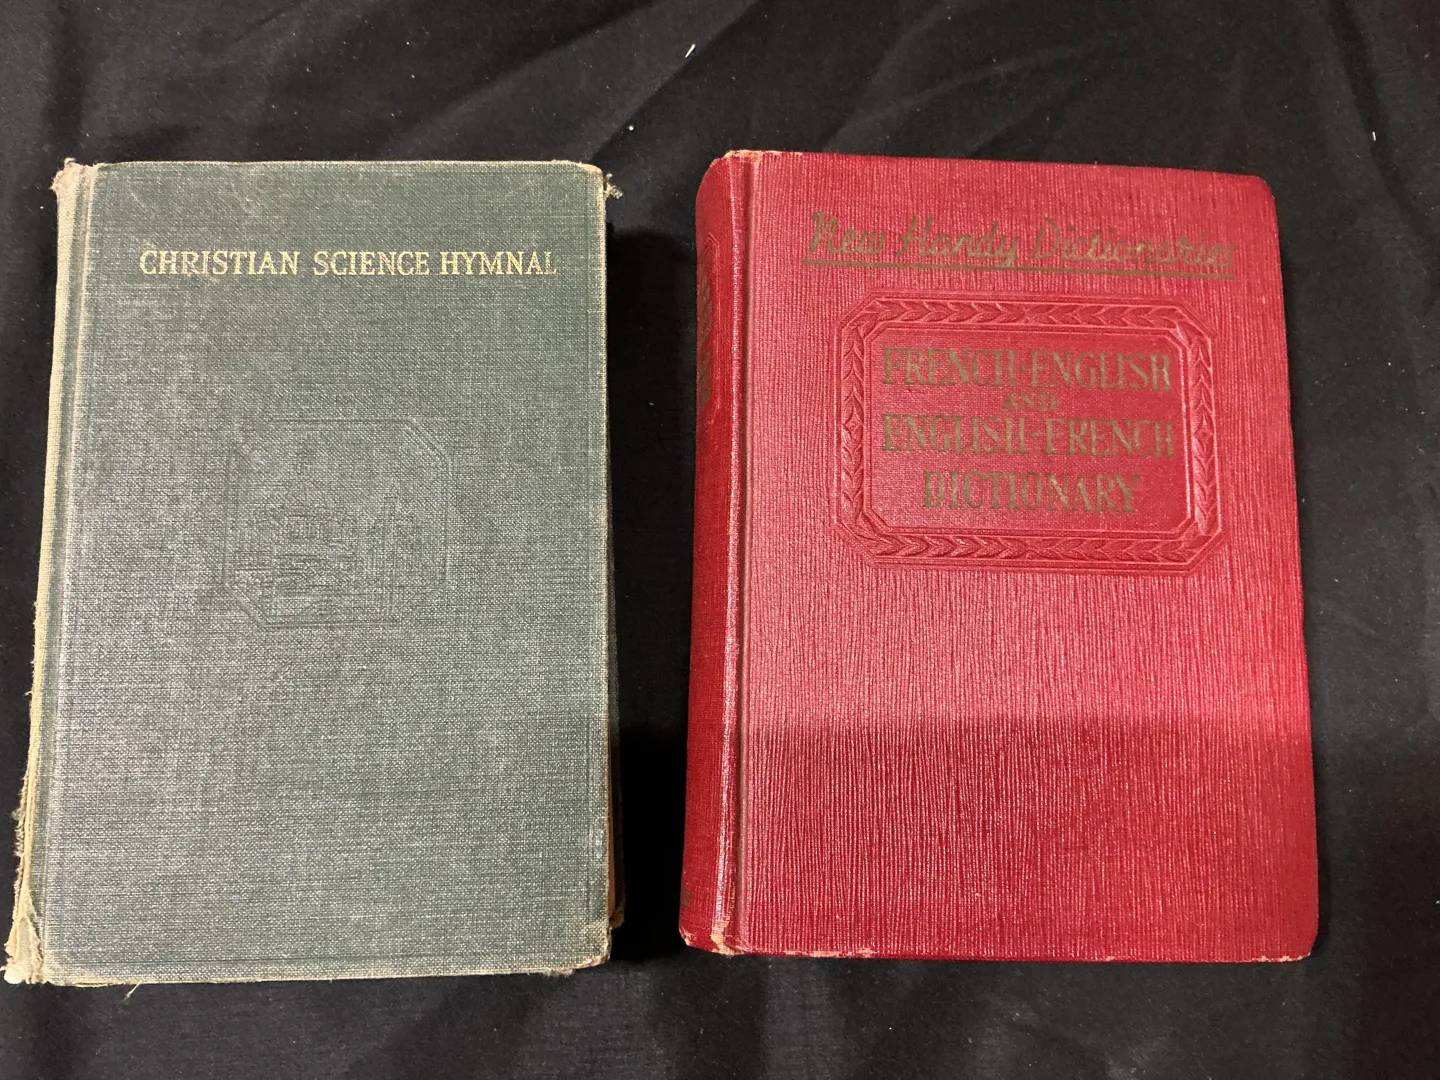 CHRISTIAN SCIENCE HYMNAL
New Handy Dictionaries
FRENCH-ENGLISH
AND
ENGLISH-FRENCH
DICTIONARY